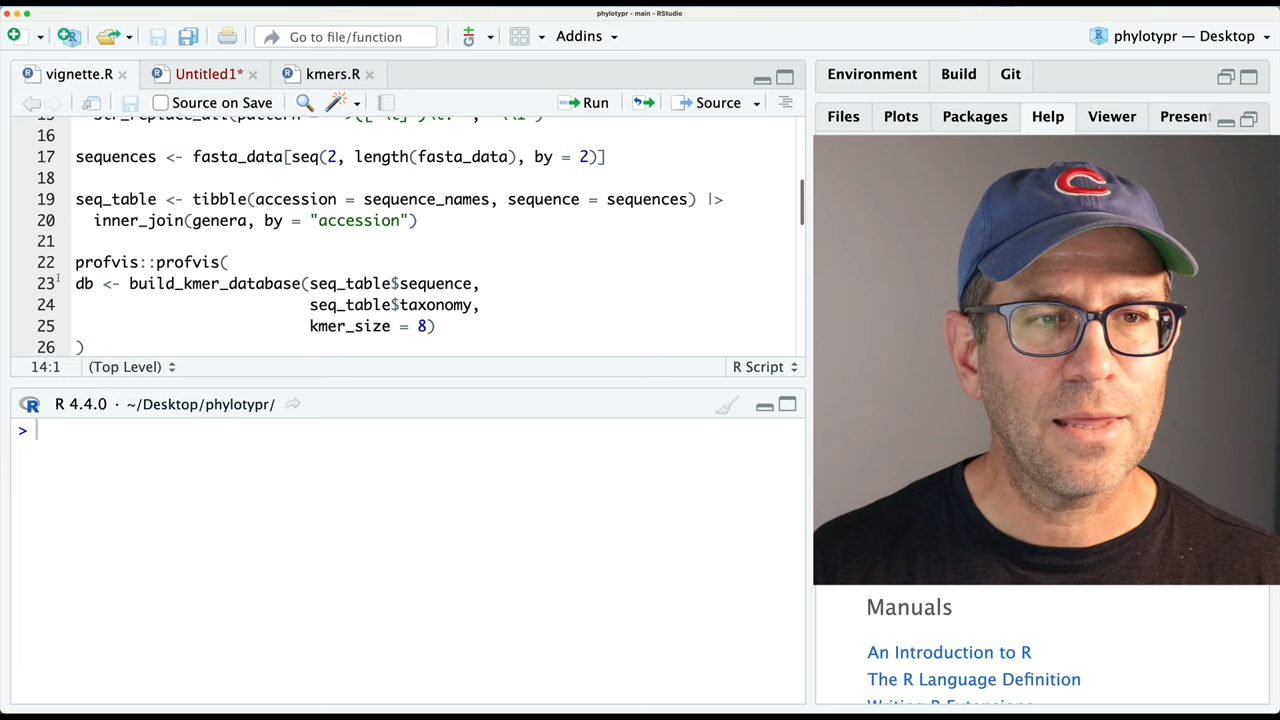 phylotypr - main - RStudio
Go to file/function
Addins
phylotypr — Desktop
vignette.R
Untitled1*
kmers.R
Source on Save
Run
Source
16
17 sequences <- fasta_data[seq(2, length(fasta_data), by = 2)]
18
19 seq_table <- tibble(accession = sequence_names, sequence = sequences) |>
20 inner_join(genera, by = "accession")
21
22 profvis::profvis(
23 db <- build_kmer_database(seq_table$sequence,
24 seq_table$taxonomy,
25 kmer_size = 8)
26 )
14:1 (Top Level) R Script
R 4.4.0 · ~/Desktop/phylotypr/
>
Environment Build Git
Files Plots Packages Help Viewer Present
C
Manuals
An Introduction to R
The R Language Definition